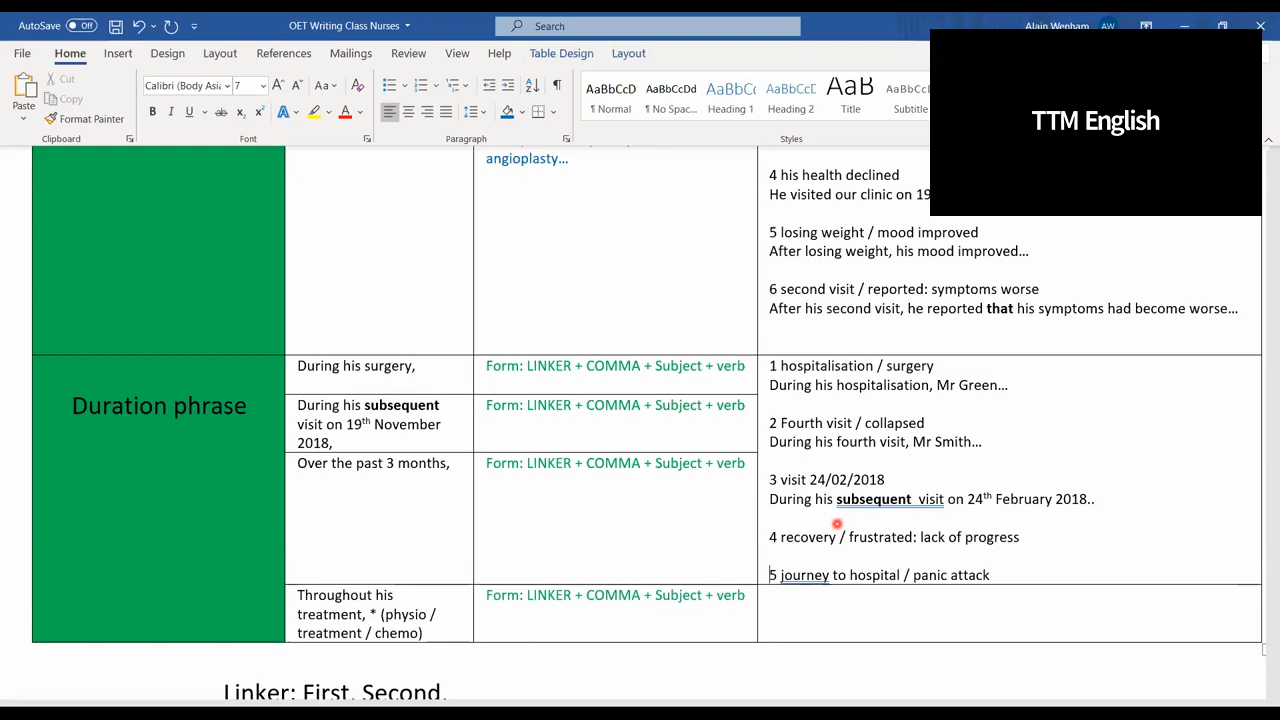 AutoSave Off OET Writing Class Nurses Search Alain Wenham AW
File Home Insert Design Layout References Mailings Review View Help Table Design Layout
TTM English
Paste Cut Copy Format Painter
Calibri (Body Asi 7
AaBbCcD AaBbCcDd AaBbCcI AaBbCcD AaB AaBbCcD
¶ Normal ¶ No Spac... Heading 1 Heading 2 Title Subtitle
Clipboard Font Paragraph Styles
angioplasty…
4 his health declined
He visited our clinic on 19
5 losing weight / mood improved
After losing weight, his mood improved…
6 second visit / reported: symptoms worse
After his second visit, he reported that his symptoms had become worse…
Duration phrase
During his surgery,
Form: LINKER + COMMA + Subject + verb
During his subsequent
visit on 19th November
2018,
Form: LINKER + COMMA + Subject + verb
Over the past 3 months,
Form: LINKER + COMMA + Subject + verb
1 hospitalisation / surgery
During his hospitalisation, Mr Green…
2 Fourth visit / collapsed
During his fourth visit, Mr Smith…
3 visit 24/02/2018
During his subsequent visit on 24th February 2018..
4 recovery / frustrated: lack of progress
5 journey to hospital / panic attack
Throughout his
treatment, * (physio /
treatment / chemo)
Form: LINKER + COMMA + Subject + verb
Linker: First, Second,